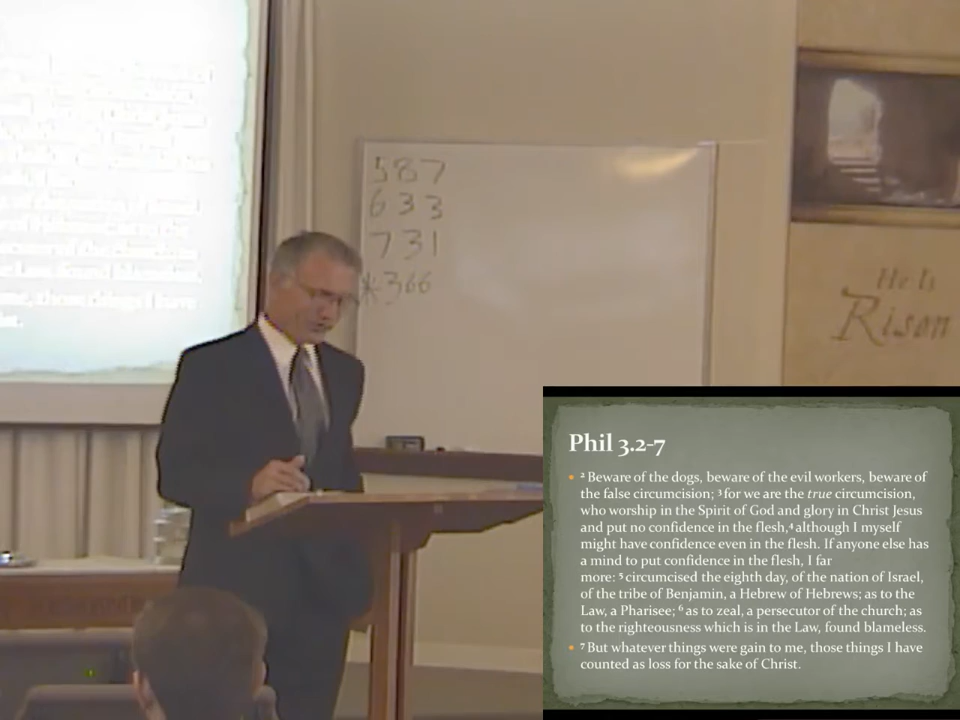 587
633
731
*366
He Is
Risen
Phil 3.2-7
• ² Beware of the dogs, beware of the evil workers, beware of
the false circumcision; ³ for we are the true circumcision,
who worship in the Spirit of God and glory in Christ Jesus
and put no confidence in the flesh,⁴ although I myself
might have confidence even in the flesh. If anyone else has
a mind to put confidence in the flesh, I far
more: ⁵ circumcised the eighth day, of the nation of Israel,
of the tribe of Benjamin, a Hebrew of Hebrews; as to the
Law, a Pharisee; ⁶ as to zeal, a persecutor of the church; as
to the righteousness which is in the Law, found blameless.
• ⁷ But whatever things were gain to me, those things I have
counted as loss for the sake of Christ.